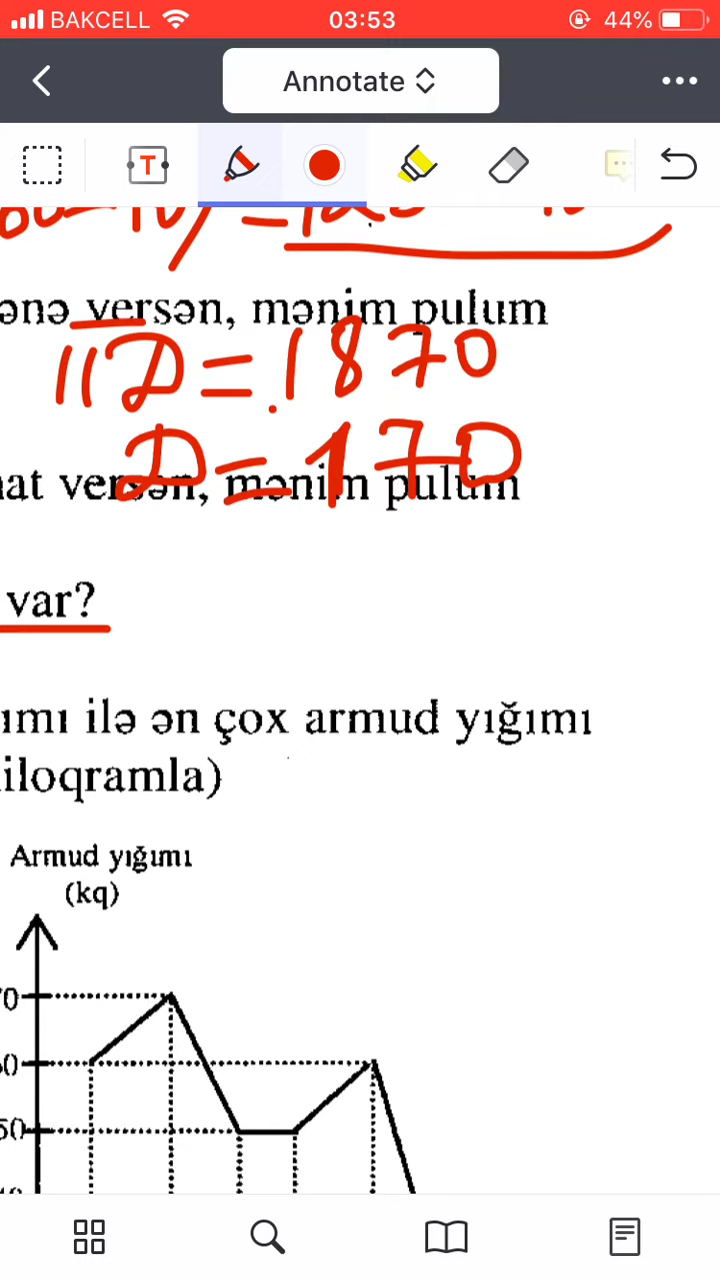 BAKCELL 03:53 44%
Annotate
T
ənə versən, mənim pulum
11D = 1870
D = 170
at versən, mənim pulum
var?
ımı ilə ən çox armud yığımı
iloqramla)
Armud yığımı
(kq)